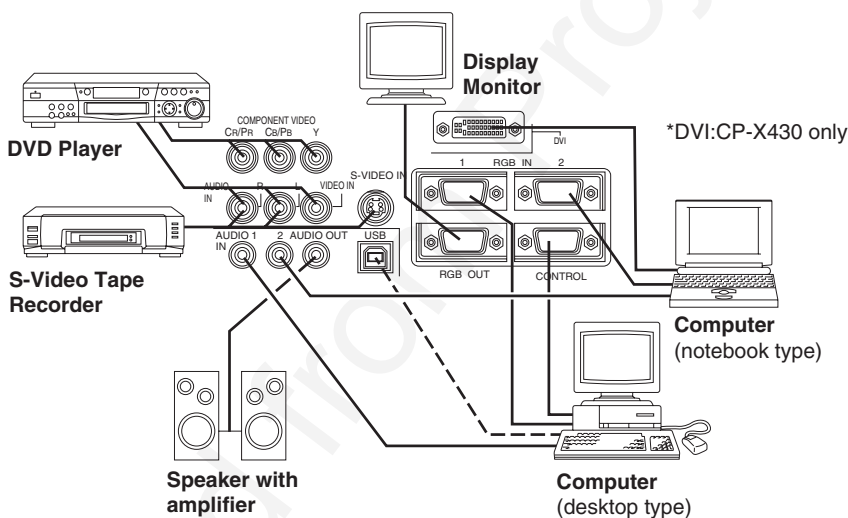 Display
Monitor
*DVI:CP-X430 only
DVD Player
COMPONENT VIDEO
CR/PR CB/PB Y
DVI
1 RGB IN 2
S-VIDEO IN
AUDIO IN R L VIDEO IN
AUDIO 1 2 AUDIO OUT USB
IN
RGB OUT CONTROL
S-Video Tape
Recorder
Computer
(notebook type)
Speaker with
amplifier
Computer
(desktop type)